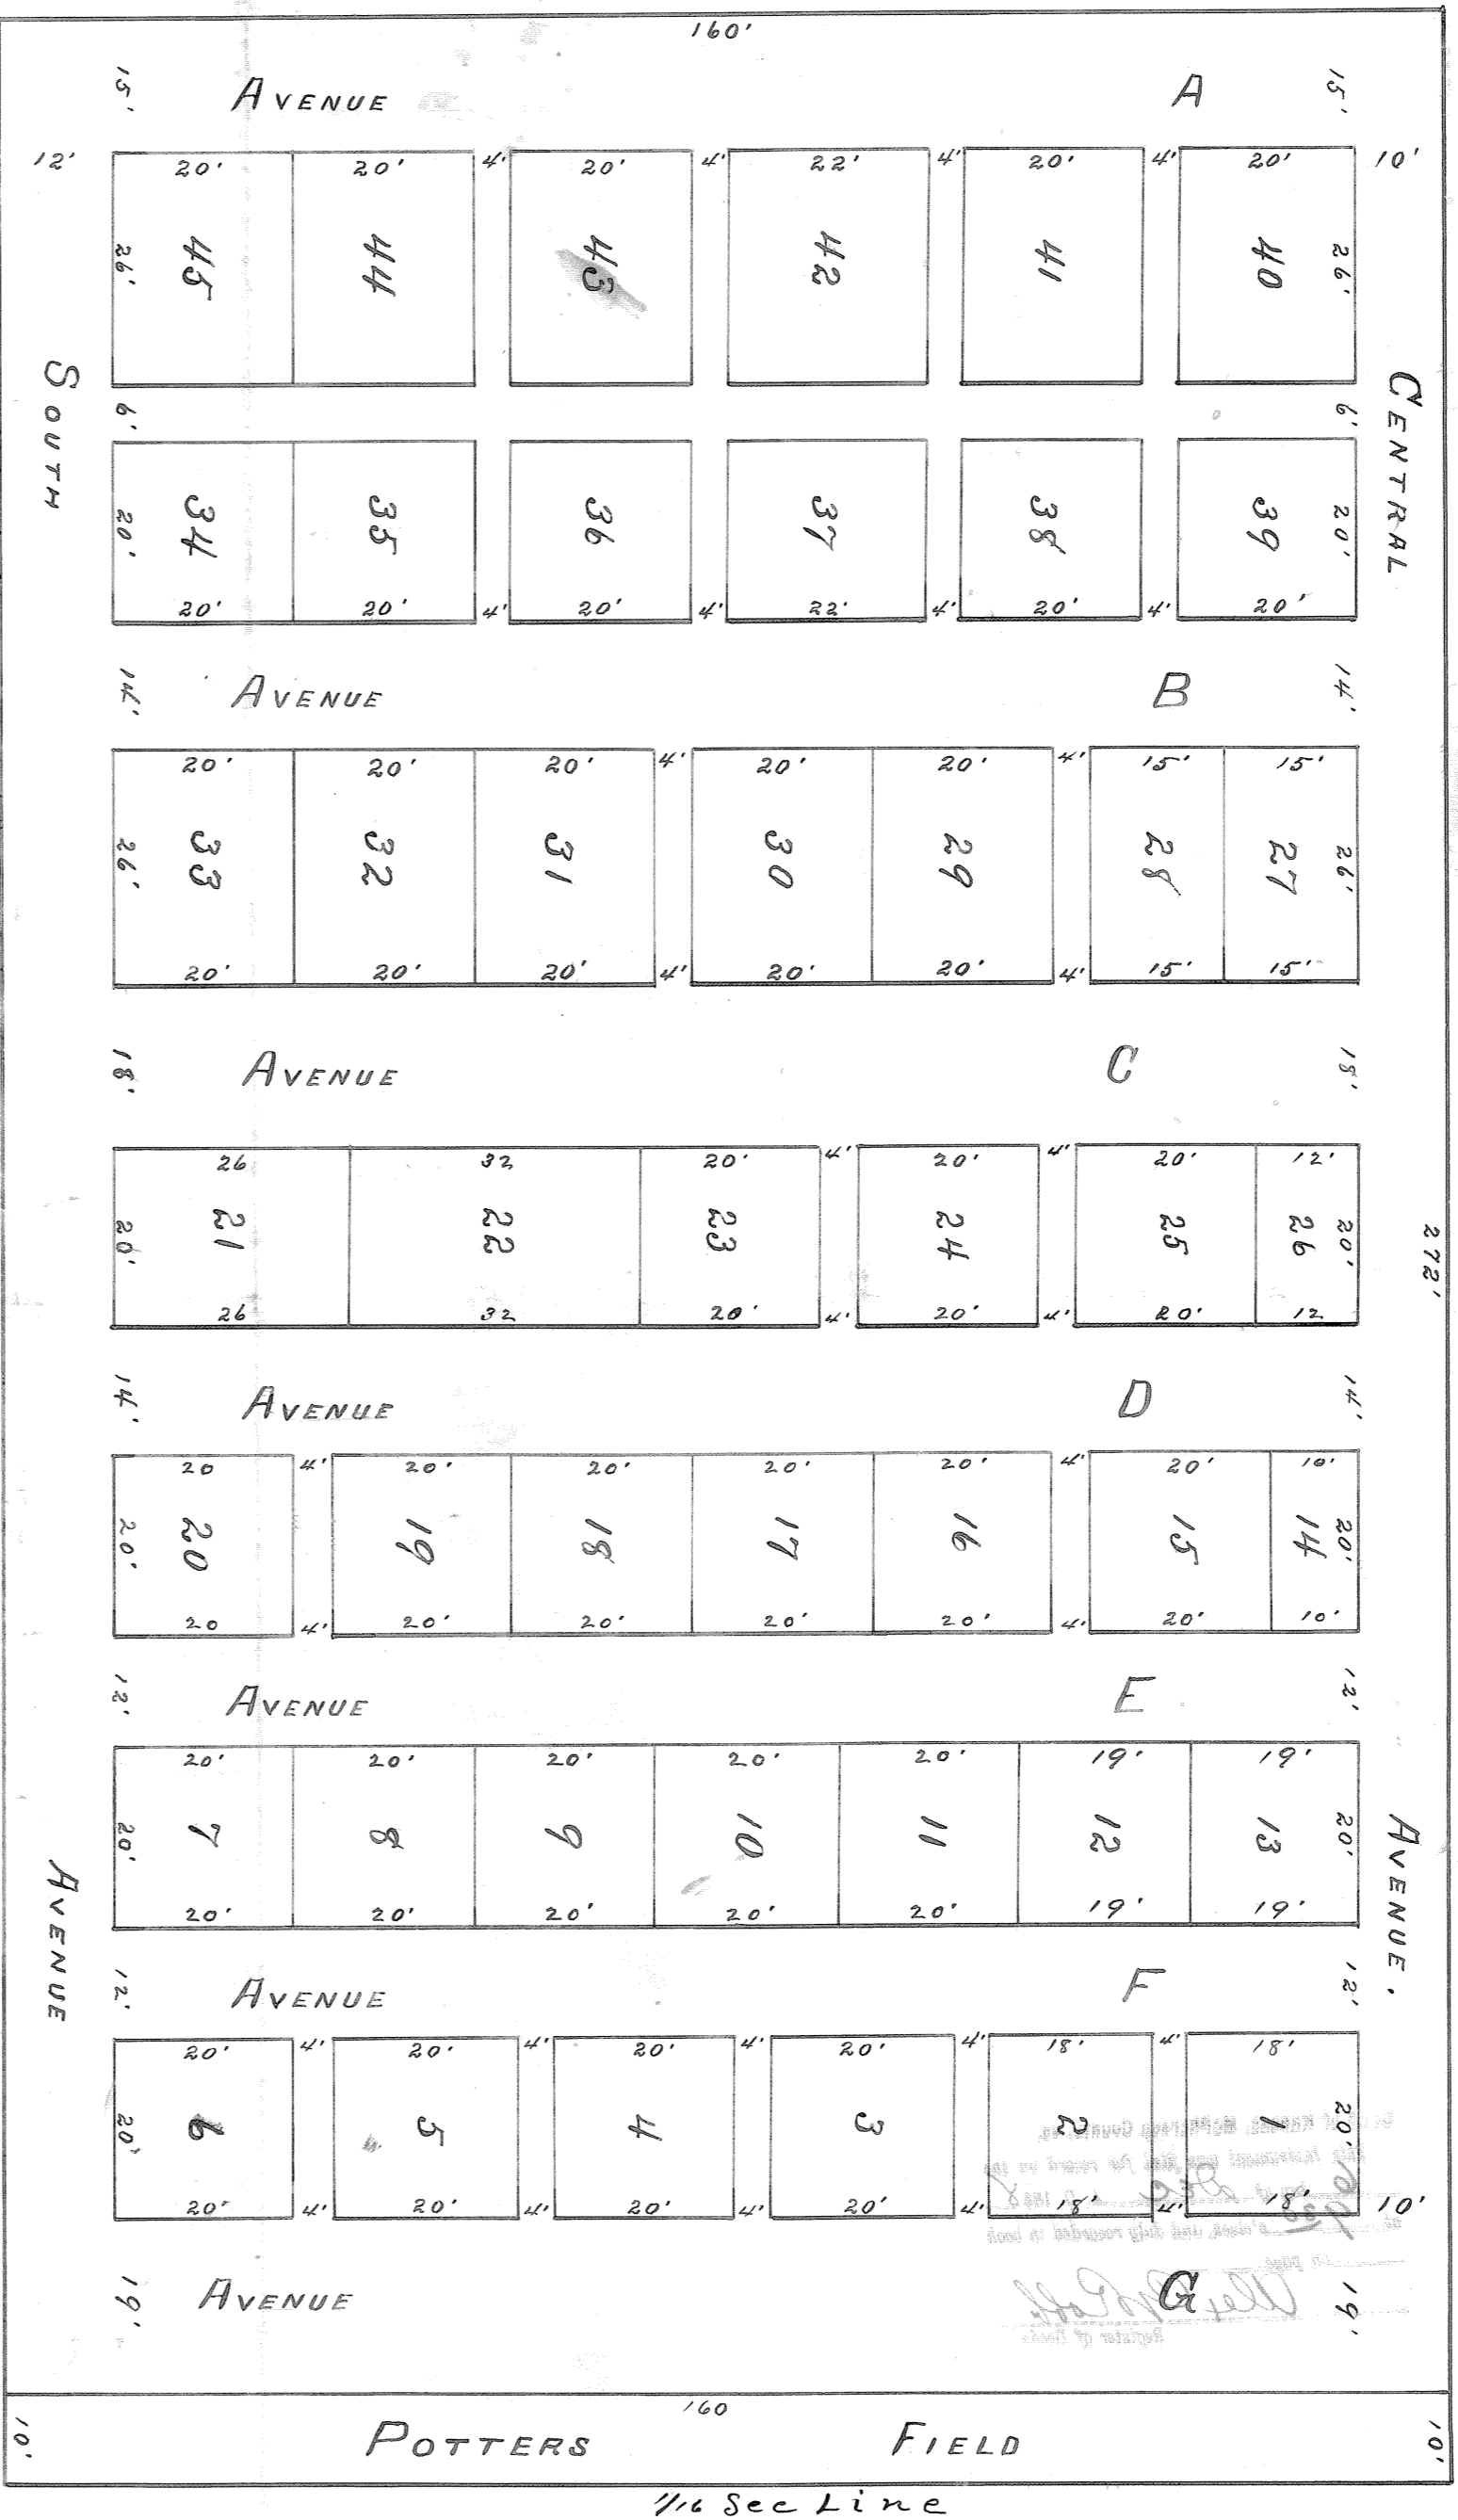 160'
15' AVENUE A 15'
12' 20' 20' 4' 20' 4' 22' 4' 20' 4' 20' 10'
26' 45 44 43 42 41 40 26'
SOUTH
CENTRAL
6' 6'
20' 34 35 36 37 38 39 20'
20' 20' 4' 20' 4' 22' 4' 20' 4' 20'
14' AVENUE B 14'
20' 20' 20' 4' 20' 20' 4' 15' 15'
26' 33 32 31 30 29 28 27 26'
20' 20' 20' 4' 20' 20' 4' 15' 15'
18' AVENUE C 18'
26 32 20' 4' 20' 4' 20' 12'
20' 21 22 23 24 25 26 20'
272'
26 32 20' 4' 20' 4' 20' 12
14' AVENUE D 14'
20 4' 20' 20' 20' 20' 4' 20' 10'
20' 20 19 18 17 16 15 14 20'
20 4' 20' 20' 20' 20' 4' 20' 10'
12' AVENUE E 12'
20' 20' 20' 20' 20' 19' 19'
20' 7 8 9 10 11 12 13 20'
20' 20' 20' 20' 20' 19' 19'
AVENUE
AVENUE.
12' AVENUE F 12'
20' 4' 20' 4' 20' 4' 20' 4' 18' 4' 18'
20' 6 5 4 3 2 1 20'
20' 4' 20' 4' 20' 4' 20' 4' 18' 4' 18' 10'
19' AVENUE G 19'
160
10' POTTERS FIELD 10'
1/16 Sec Line